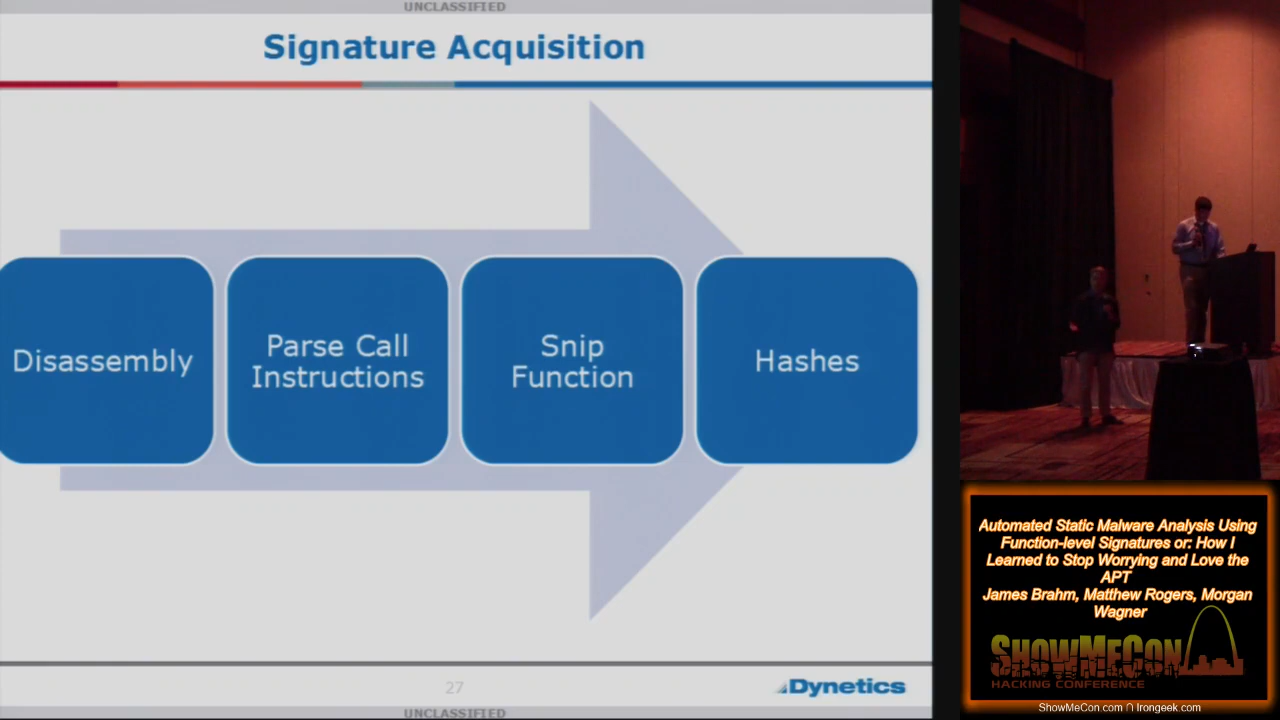 UNCLASSIFIED
Signature Acquisition
Disassembly
Parse Call
Instructions
Snip
Function
Hashes
27
Dynetics
UNCLASSIFIED
Automated Static Malware Analysis Using
Function-level Signatures or: How I
Learned to Stop Worrying and Love the
APT
James Brahm, Matthew Rogers, Morgan
Wagner
SHOWMECON
HACKING CONFERENCE
ShowMeCon.com ∩ Irongeek.com